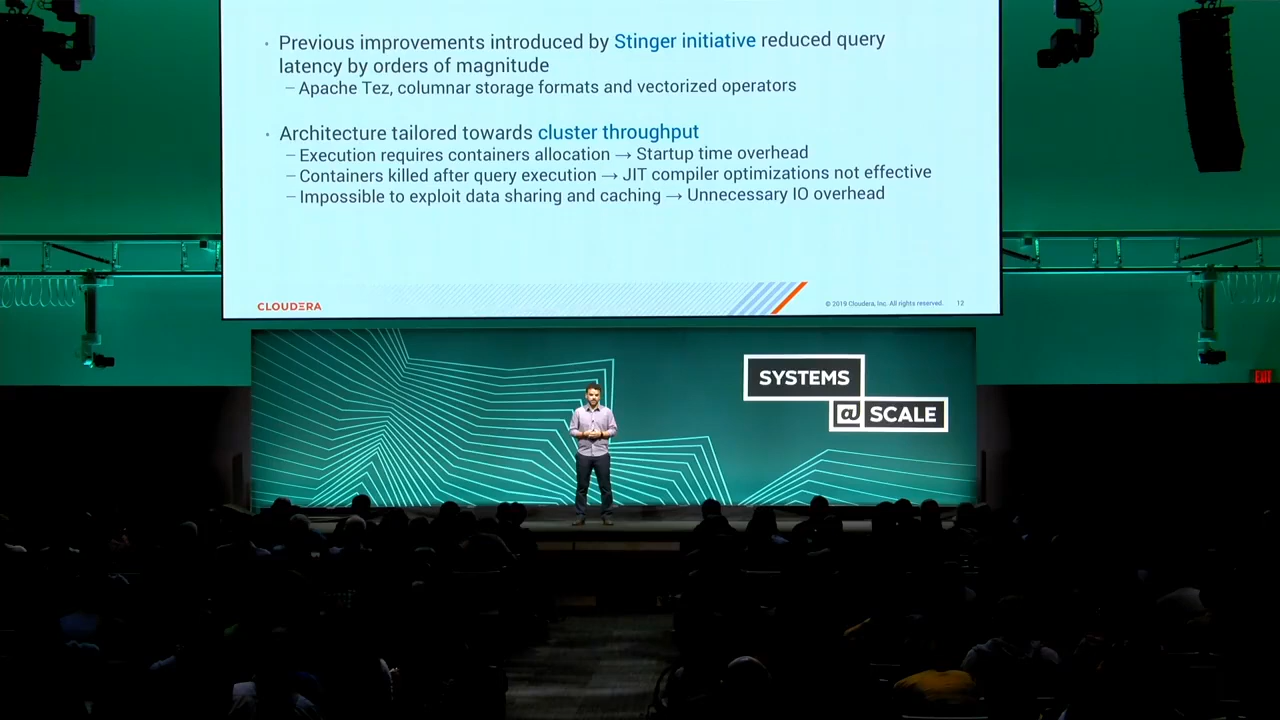 · Previous improvements introduced by Stinger initiative reduced query
latency by orders of magnitude
– Apache Tez, columnar storage formats and vectorized operators
· Architecture tailored towards cluster throughput
– Execution requires containers allocation → Startup time overhead
– Containers killed after query execution → JIT compiler optimizations not effective
– Impossible to exploit data sharing and caching → Unnecessary IO overhead
CLOUDERA
© 2019 Cloudera, Inc. All rights reserved. 12
SYSTEMS
@ SCALE
EXIT